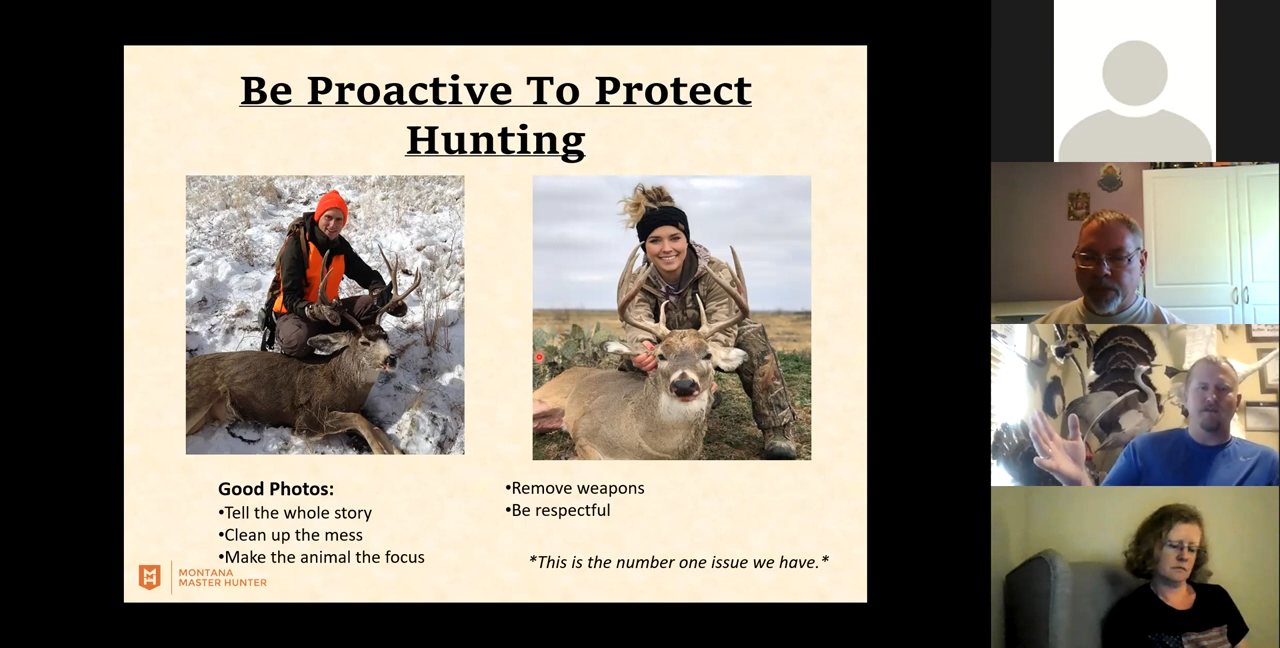 Be Proactive To Protect
Hunting
Good Photos:
•Tell the whole story
•Clean up the mess
•Make the animal the focus
•Remove weapons
•Be respectful
*This is the number one issue we have.*
MONTANA
MASTER HUNTER